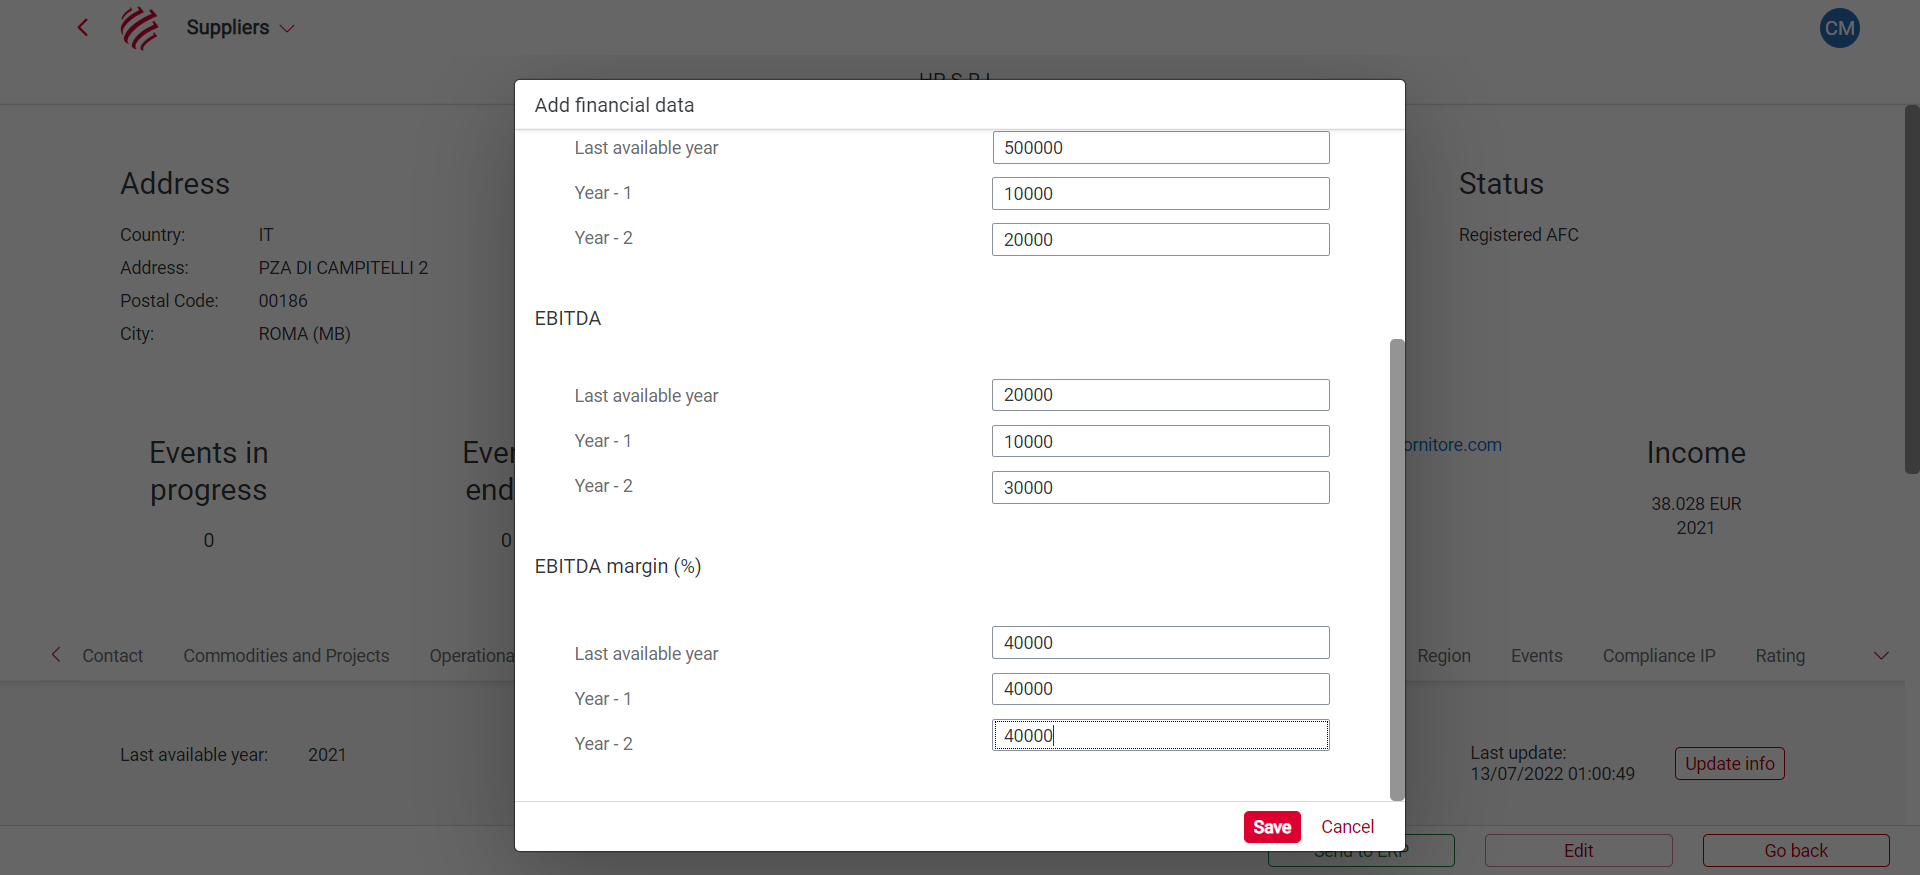 Suppliers
CM
Add financial data
Last available year 500000
Year - 1 10000
Year - 2 20000
EBITDA
Last available year 20000
Year - 1 10000
Year - 2 30000
EBITDA margin (%)
Last available year 40000
Year - 1 40000
Year - 2 40000
Save Cancel
Address
Country: IT
Address: PZA DI CAMPITELLI 2
Postal Code: 00186
City: ROMA (MB)
Status
Registered AFC
Events in
progress
0
0
ornitore.com
Income
38.028 EUR
2021
Contact Commodities and Projects Operationa Region Events Compliance IP Rating
Last available year: 2021
Last update:
13/07/2022 01:00:49
Update info
Send to ERP Edit Go back